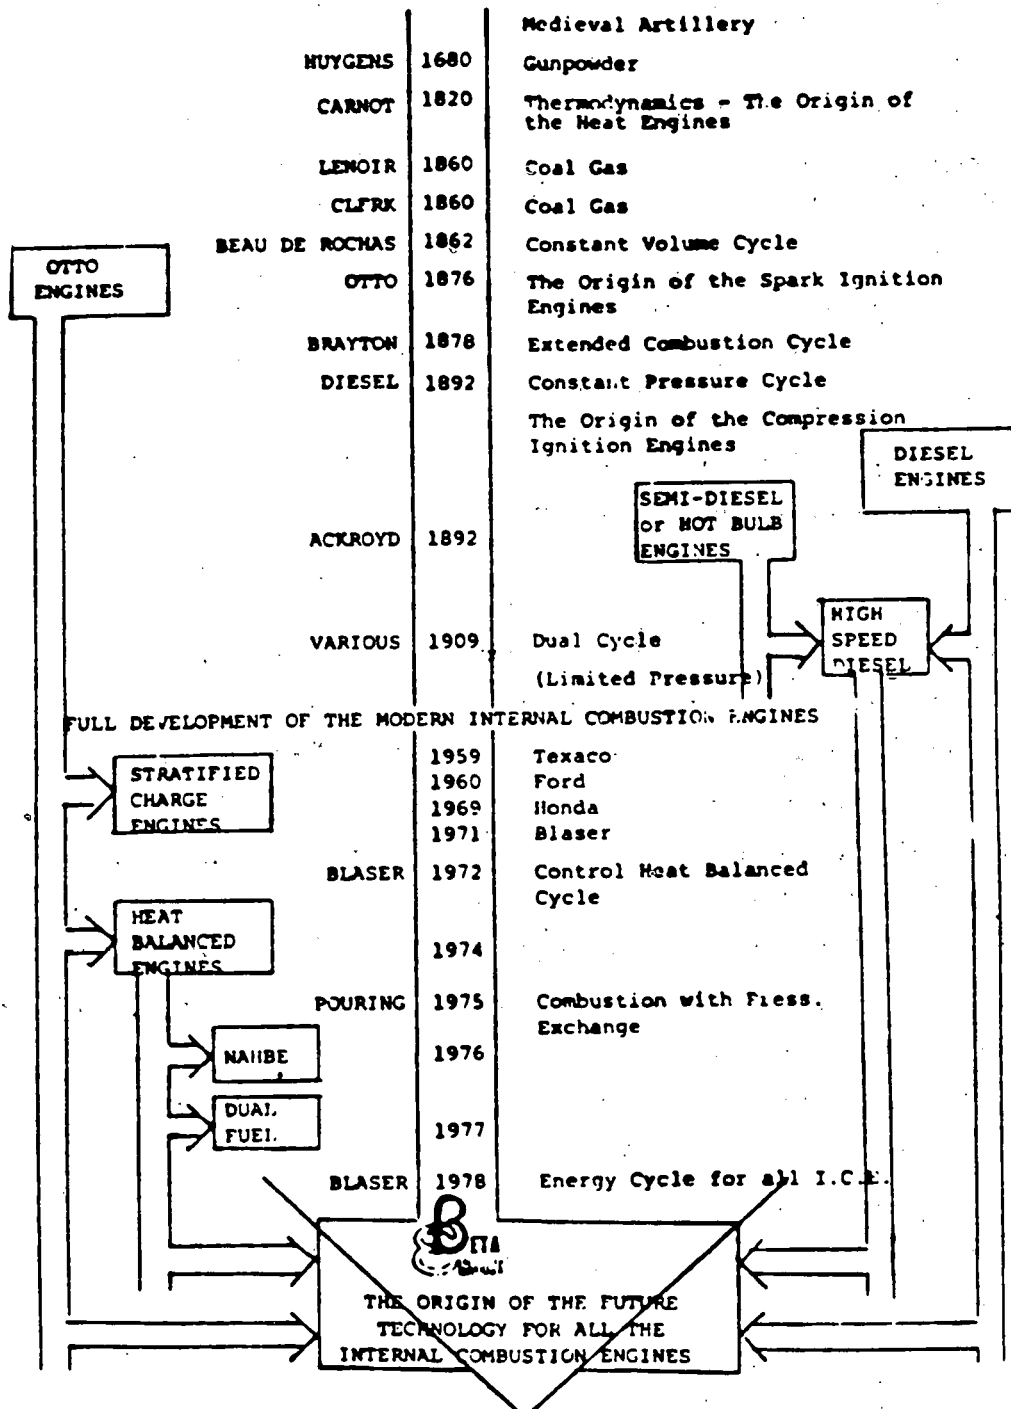 Medieval Artillery
HUYGENS 1680 Gunpowder
CARNOT 1820 Thermodynamics - The Origin of
the Heat Engines
LENOIR 1860 Coal Gas
CLERK 1860 Coal Gas
BEAU DE ROCHAS 1862 Constant Volume Cycle
OTTO
ENGINES
OTTO 1876 The Origin of the Spark Ignition
Engines
BRAYTON 1878 Extended Combustion Cycle
DIESEL 1892 Constant Pressure Cycle
The Origin of the Compression
Ignition Engines
DIESEL
ENGINES
SEMI-DIESEL
or HOT BULB
ENGINES
ACKROYD 1892
HIGH
SPEED
DIESEL
VARIOUS 1909 Dual Cycle
(Limited Pressure)
FULL DEVELOPMENT OF THE MODERN INTERNAL COMBUSTION ENGINES
1959 Texaco
1960 Ford
1969 Honda
1971 Blaser
STRATIFIED
CHARGE
ENGINES
BLASER 1972 Control Heat Balanced
Cycle
HEAT
BALANCED
ENGINES
1974
POURING 1975 Combustion with Press.
Exchange
1976
NAHBE
DUAL
FUEL
1977
BLASER 1978 Energy Cycle for all I.C.E.
BETA
THE ORIGIN OF THE FUTURE
TECHNOLOGY FOR ALL THE
INTERNAL COMBUSTION ENGINES